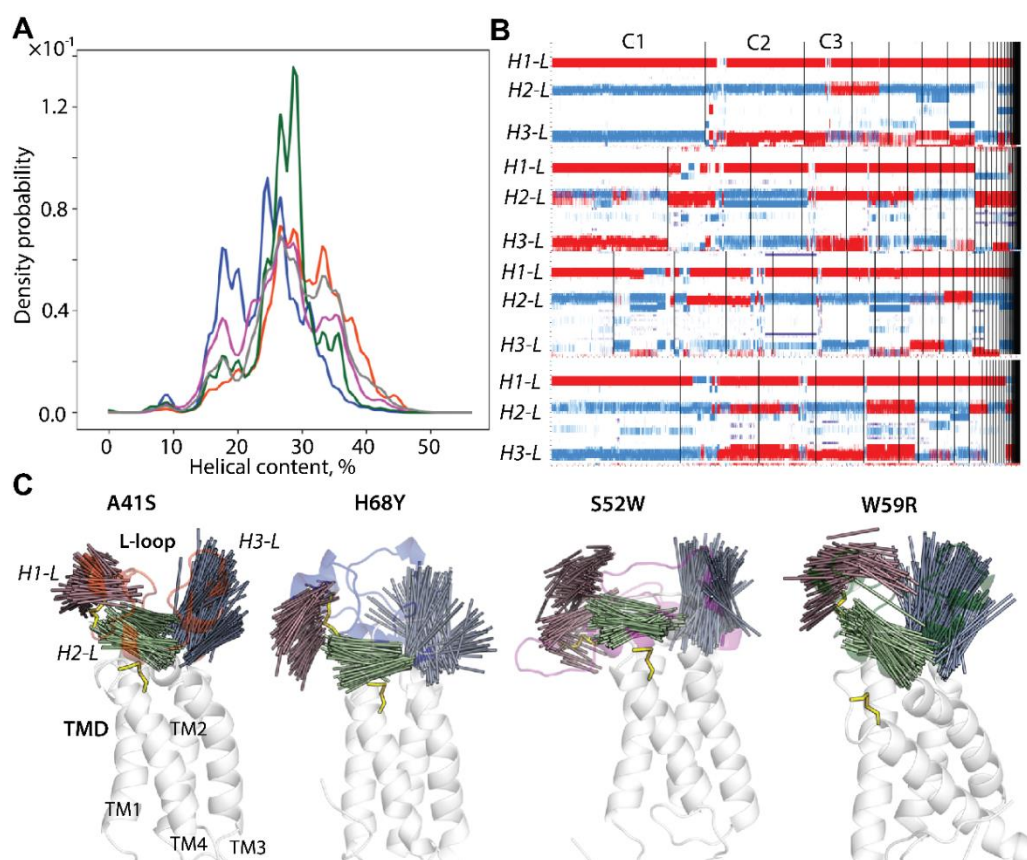 A
×10⁻¹
1.2
0.8
0.4
0.0
Density probability
0 10 20 30 40 50
Helical content, %
B
C1 C2 C3
H1-L
H2-L
H3-L
H1-L
H2-L
H3-L
H1-L
H2-L
H3-L
H1-L
H2-L
H3-L
C
A41S H68Y S52W W59R
L-loop H3-L
H1-L
H2-L
TMD TM2
TM1
TM4 TM3